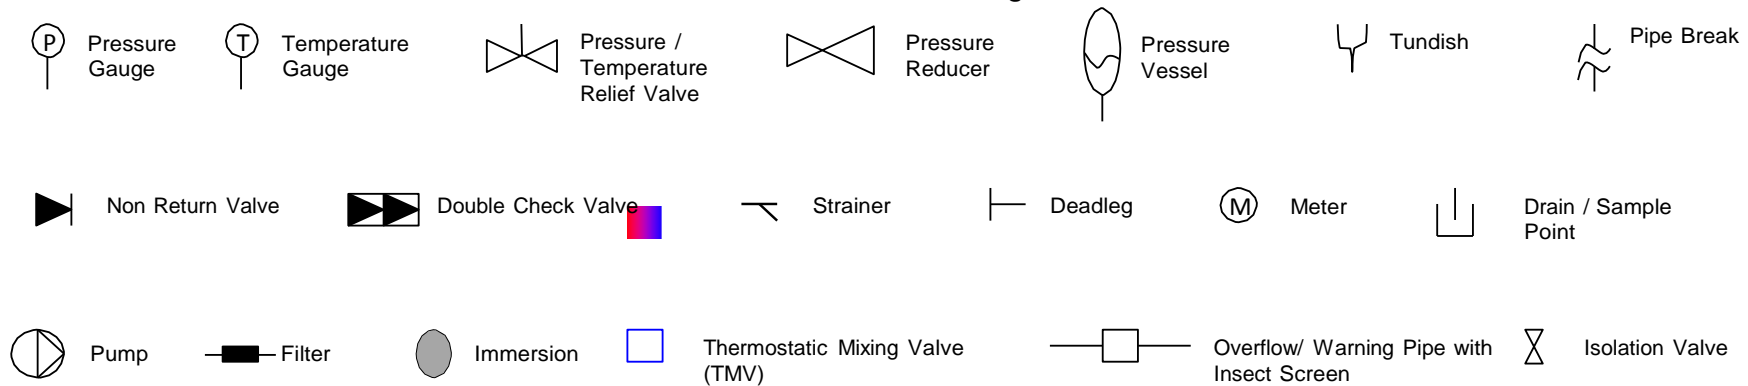 P
Pressure
Gauge
T
Temperature
Gauge
Pressure /
Temperature
Relief Valve
Pressure
Reducer
Pressure
Vessel
Tundish
Pipe Break
Non Return Valve
Double Check Valve
Strainer
Deadleg
M
Meter
Drain / Sample
Point
Pump
Filter
Immersion
Thermostatic Mixing Valve
(TMV)
Overflow/ Warning Pipe with
Insect Screen
Isolation Valve